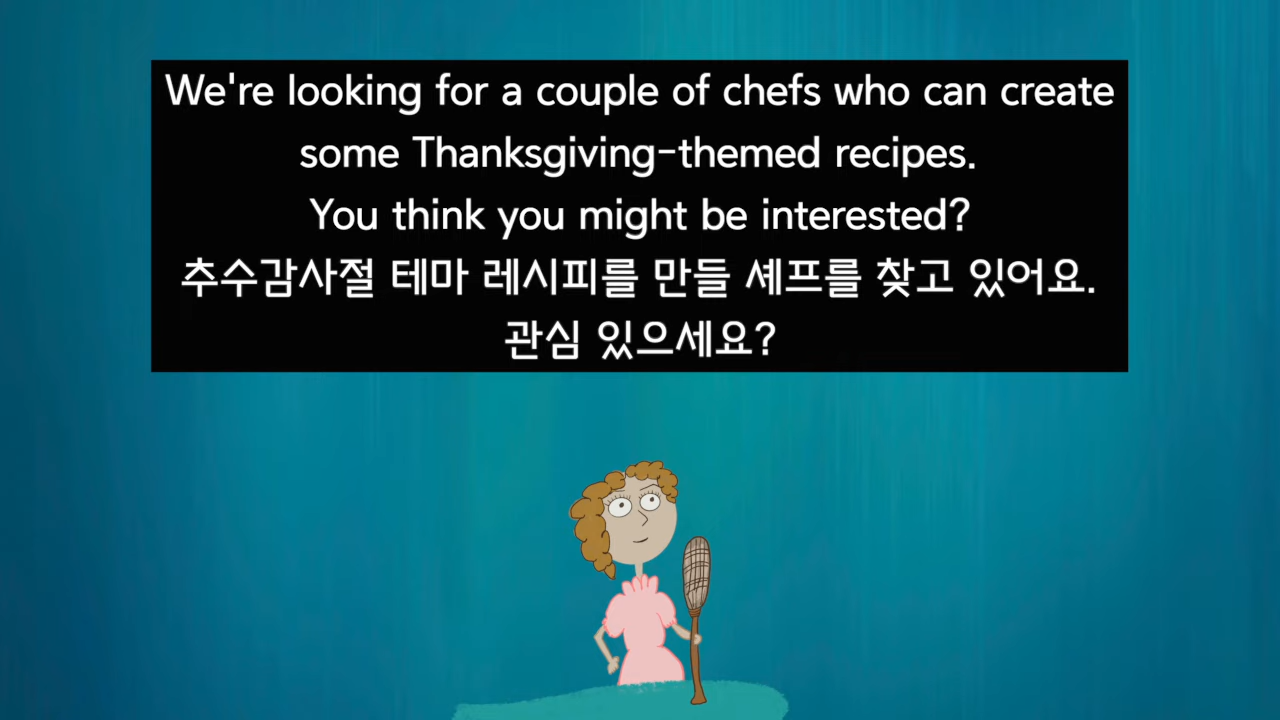 We're looking for a couple of chefs who can create
some Thanksgiving-themed recipes.
You think you might be interested?
추수감사절 테마 레시피를 만들 셰프를 찾고 있어요.
관심 있으세요?